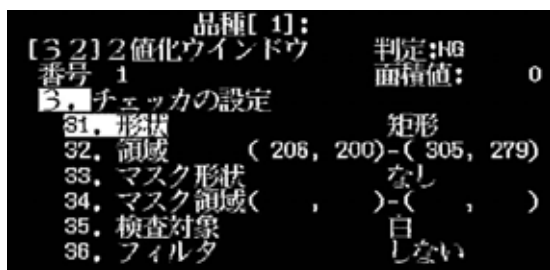 品種[ 1]:
[32]2値化ウインドウ 判定:NG
番号 1 面積値: 0
3. チェッカの設定
31. 形状 矩形
32. 領域 ( 206, 200)-( 305, 279)
33. マスク形状 なし
34. マスク領域( , )-( , )
35. 検査対象 白
36. フィルタ しない